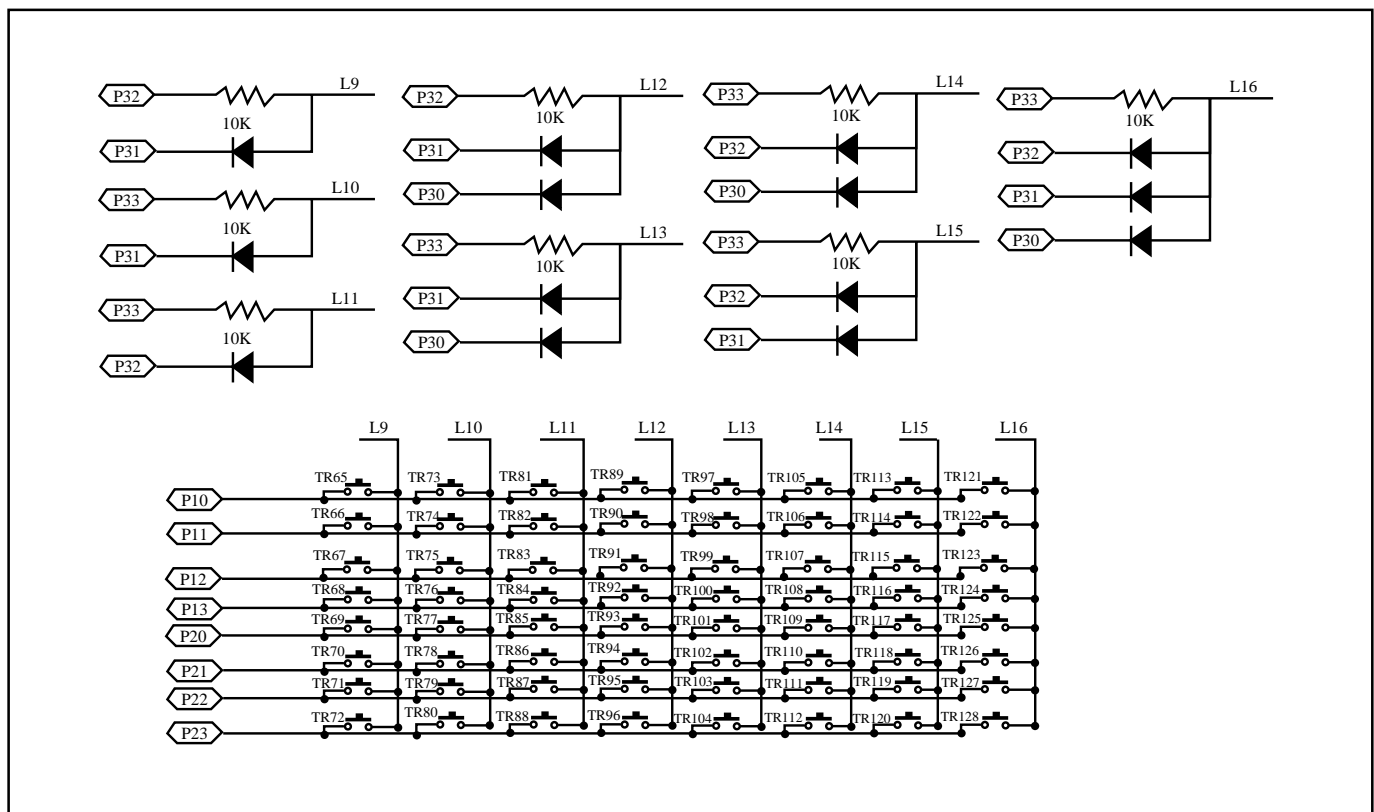 P32 L9
10K
P31
P33 L10
10K
P31
P33 L11
10K
P32
P32 L12
10K
P31
P30
P33 L13
10K
P31
P30
P33 L14
10K
P32
P30
P33 L15
10K
P32
P31
P33 L16
10K
P32
P31
P30
L9 L10 L11 L12 L13 L14 L15 L16
P10 TR65 TR73 TR81 TR89 TR97 TR105 TR113 TR121
P11 TR66 TR74 TR82 TR90 TR98 TR106 TR114 TR122
P12 TR67 TR75 TR83 TR91 TR99 TR107 TR115 TR123
P13 TR68 TR76 TR84 TR92 TR100 TR108 TR116 TR124
P20 TR69 TR77 TR85 TR93 TR101 TR109 TR117 TR125
P21 TR70 TR78 TR86 TR94 TR102 TR110 TR118 TR126
P22 TR71 TR79 TR87 TR95 TR103 TR111 TR119 TR127
P23 TR72 TR80 TR88 TR96 TR104 TR112 TR120 TR128